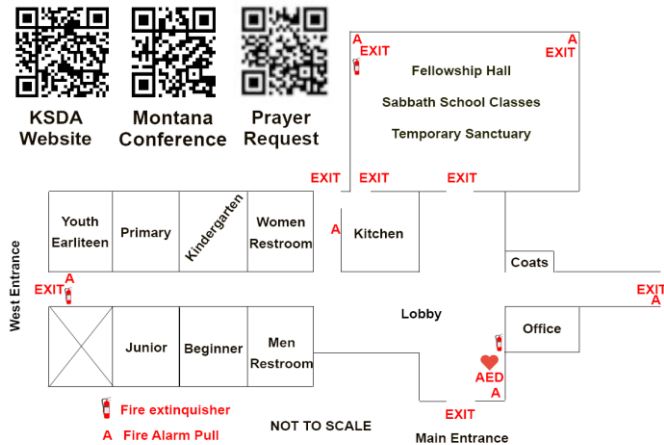 KSDA
Website
Montana
Conference
Prayer
Request
A
EXIT
A
EXIT
Fellowship Hall
Sabbath School Classes
Temporary Sanctuary
EXIT
EXIT
EXIT
Youth
Earliteen
Primary
Kindergarten
Women
Restroom
A
Kitchen
Coats
West Entrance
A
EXIT
EXIT
A
Lobby
Office
Junior
Beginner
Men
Restroom
AED
A
EXIT
Fire extinquisher
A Fire Alarm Pull
NOT TO SCALE
Main Entrance